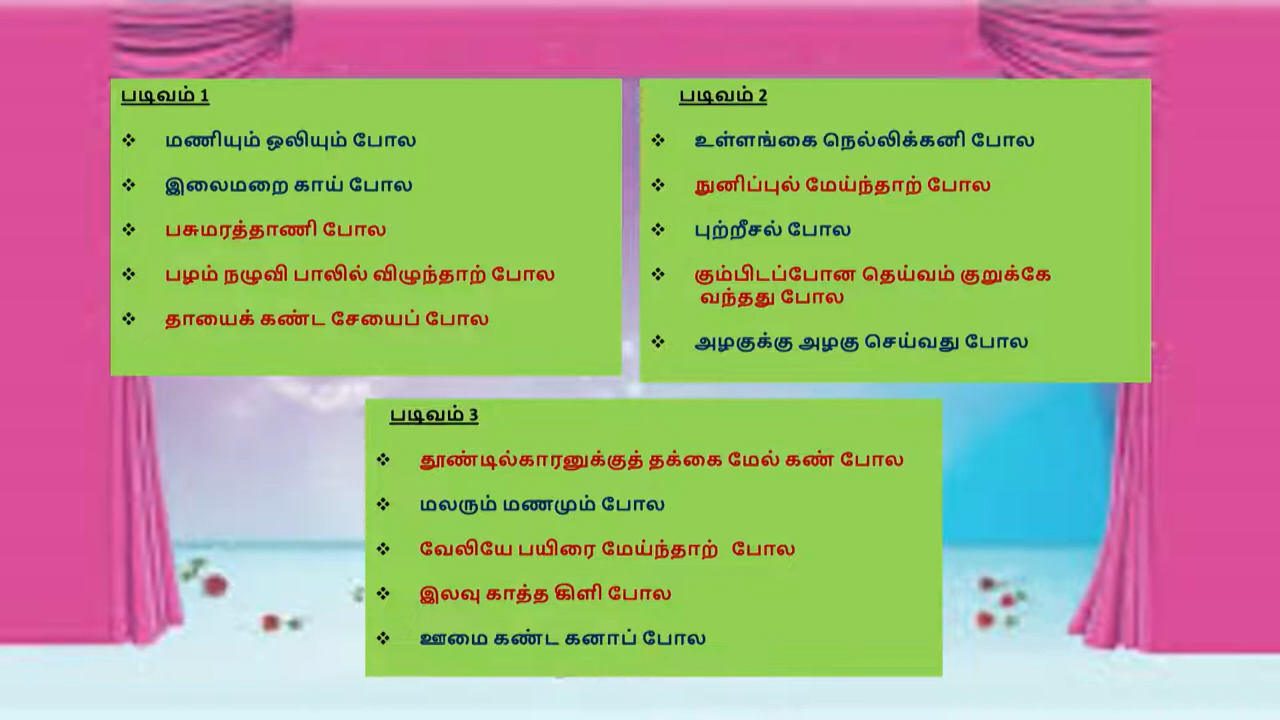 படிவம் 1
❖ மணியும் ஒலியும் போல
❖ இலைமறை காய் போல
❖ பசுமரத்தாணி போல
❖ பழம் நழுவி பாலில் விழுந்தாற் போல
❖ தாயைக் கண்ட சேயைப் போல
படிவம் 2
❖ உள்ளங்கை நெல்லிக்கனி போல
❖ நுனிப்புல் மேய்ந்தாற் போல
❖ புற்றீசல் போல
❖ கும்பிடப்போன தெய்வம் குறுக்கே
வந்தது போல
❖ அழகுக்கு அழகு செய்வது போல
படிவம் 3
❖ தூண்டில்காரனுக்குத் தக்கை மேல் கண் போல
❖ மலரும் மணமும் போல
❖ வேலியே பயிரை மேய்ந்தாற் போல
❖ இலவு காத்த கிளி போல
❖ ஊமை கண்ட கனாப் போல